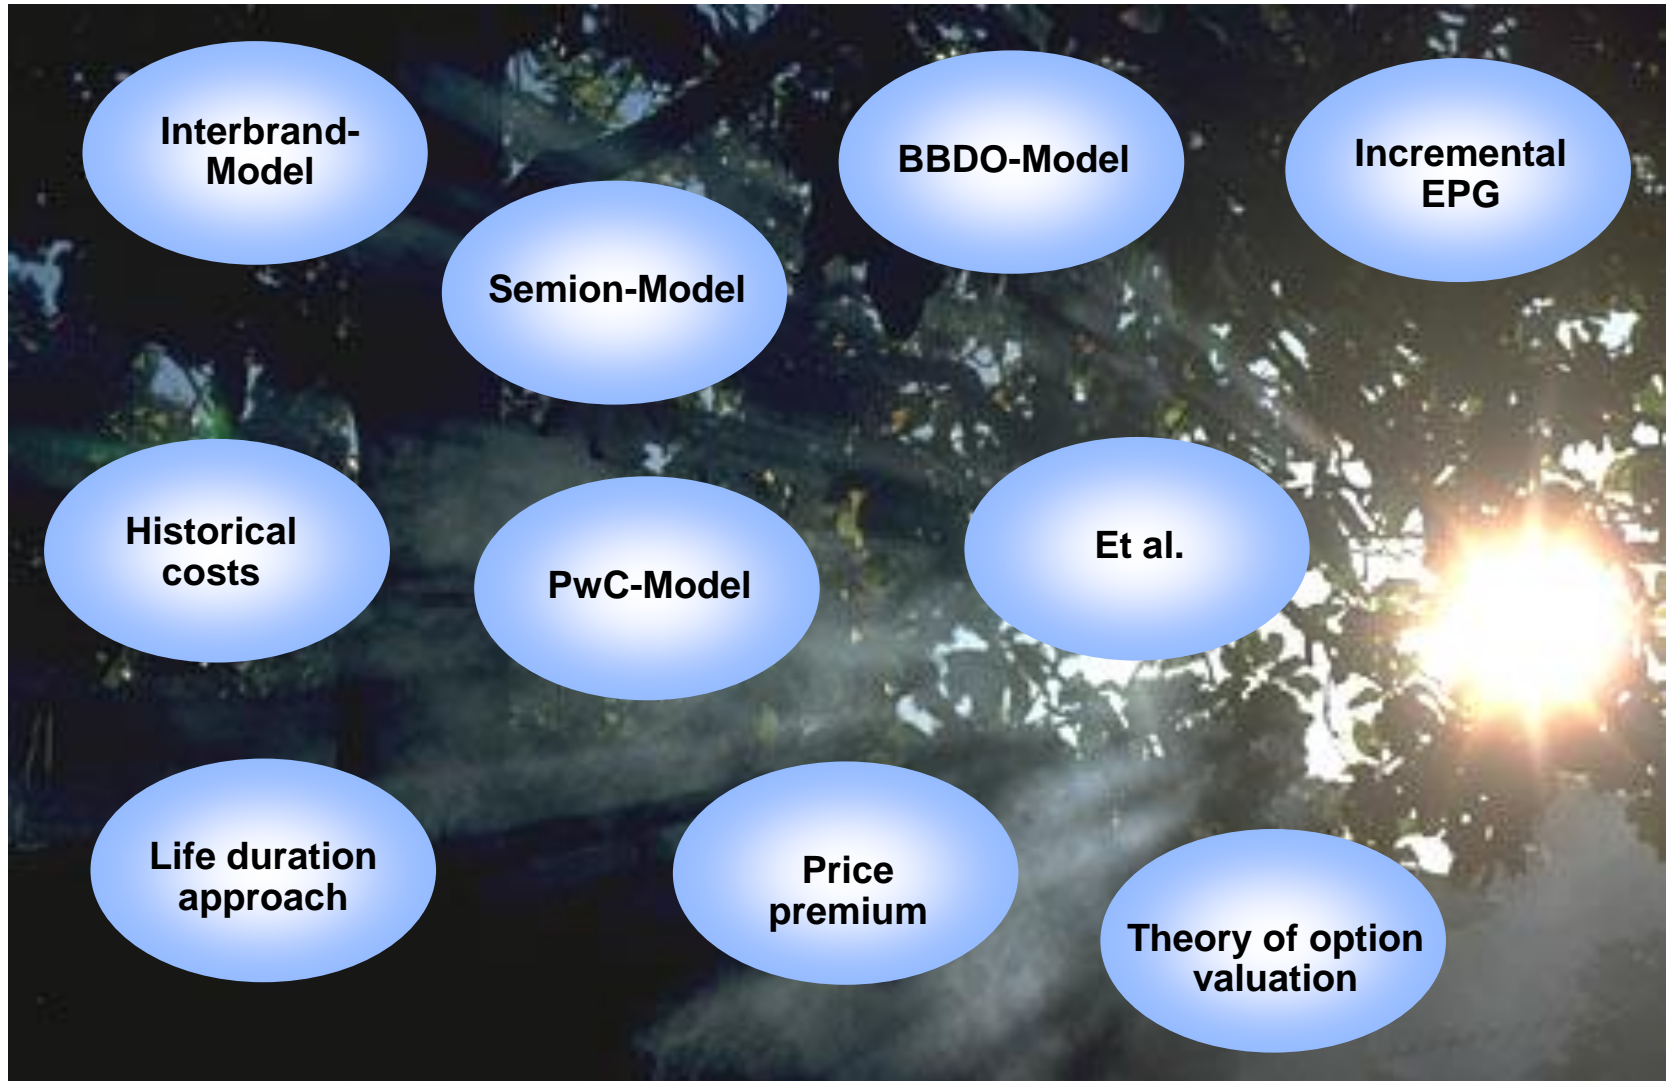 Interbrand-
Model
BBDO-Model
Incremental
EPG
Semion-Model
Historical
costs
PwC-Model
Et al.
Life duration
approach
Price
premium
Theory of option
valuation